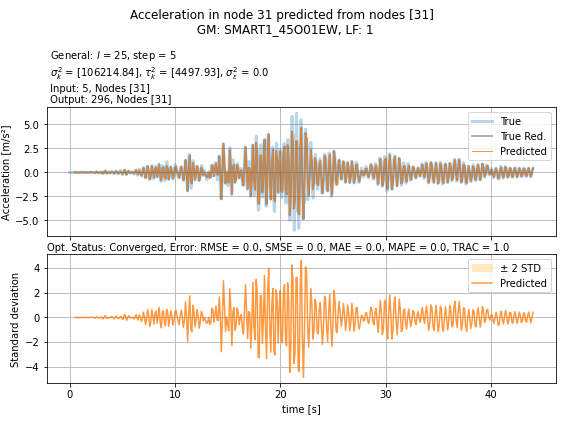 Acceleration in node 31 predicted from nodes [31]
GM: SMART1_45O01EW, LF: 1
General: l = 25, step = 5
σ²ₖ = [106214.84], τ²ₖ = [4497.93], σ²ε = 0.0
Input: 5, Nodes [31]
Output: 296, Nodes [31]
5.0
2.5
0.0
−2.5
−5.0
Acceleration [m/s²]
True
True Red.
Predicted
Opt. Status: Converged, Error: RMSE = 0.0, SMSE = 0.0, MAE = 0.0, MAPE = 0.0, TRAC = 1.0
4
2
0
−2
−4
Standard deviation
± 2 STD
Predicted
0 10 20 30 40
time [s]